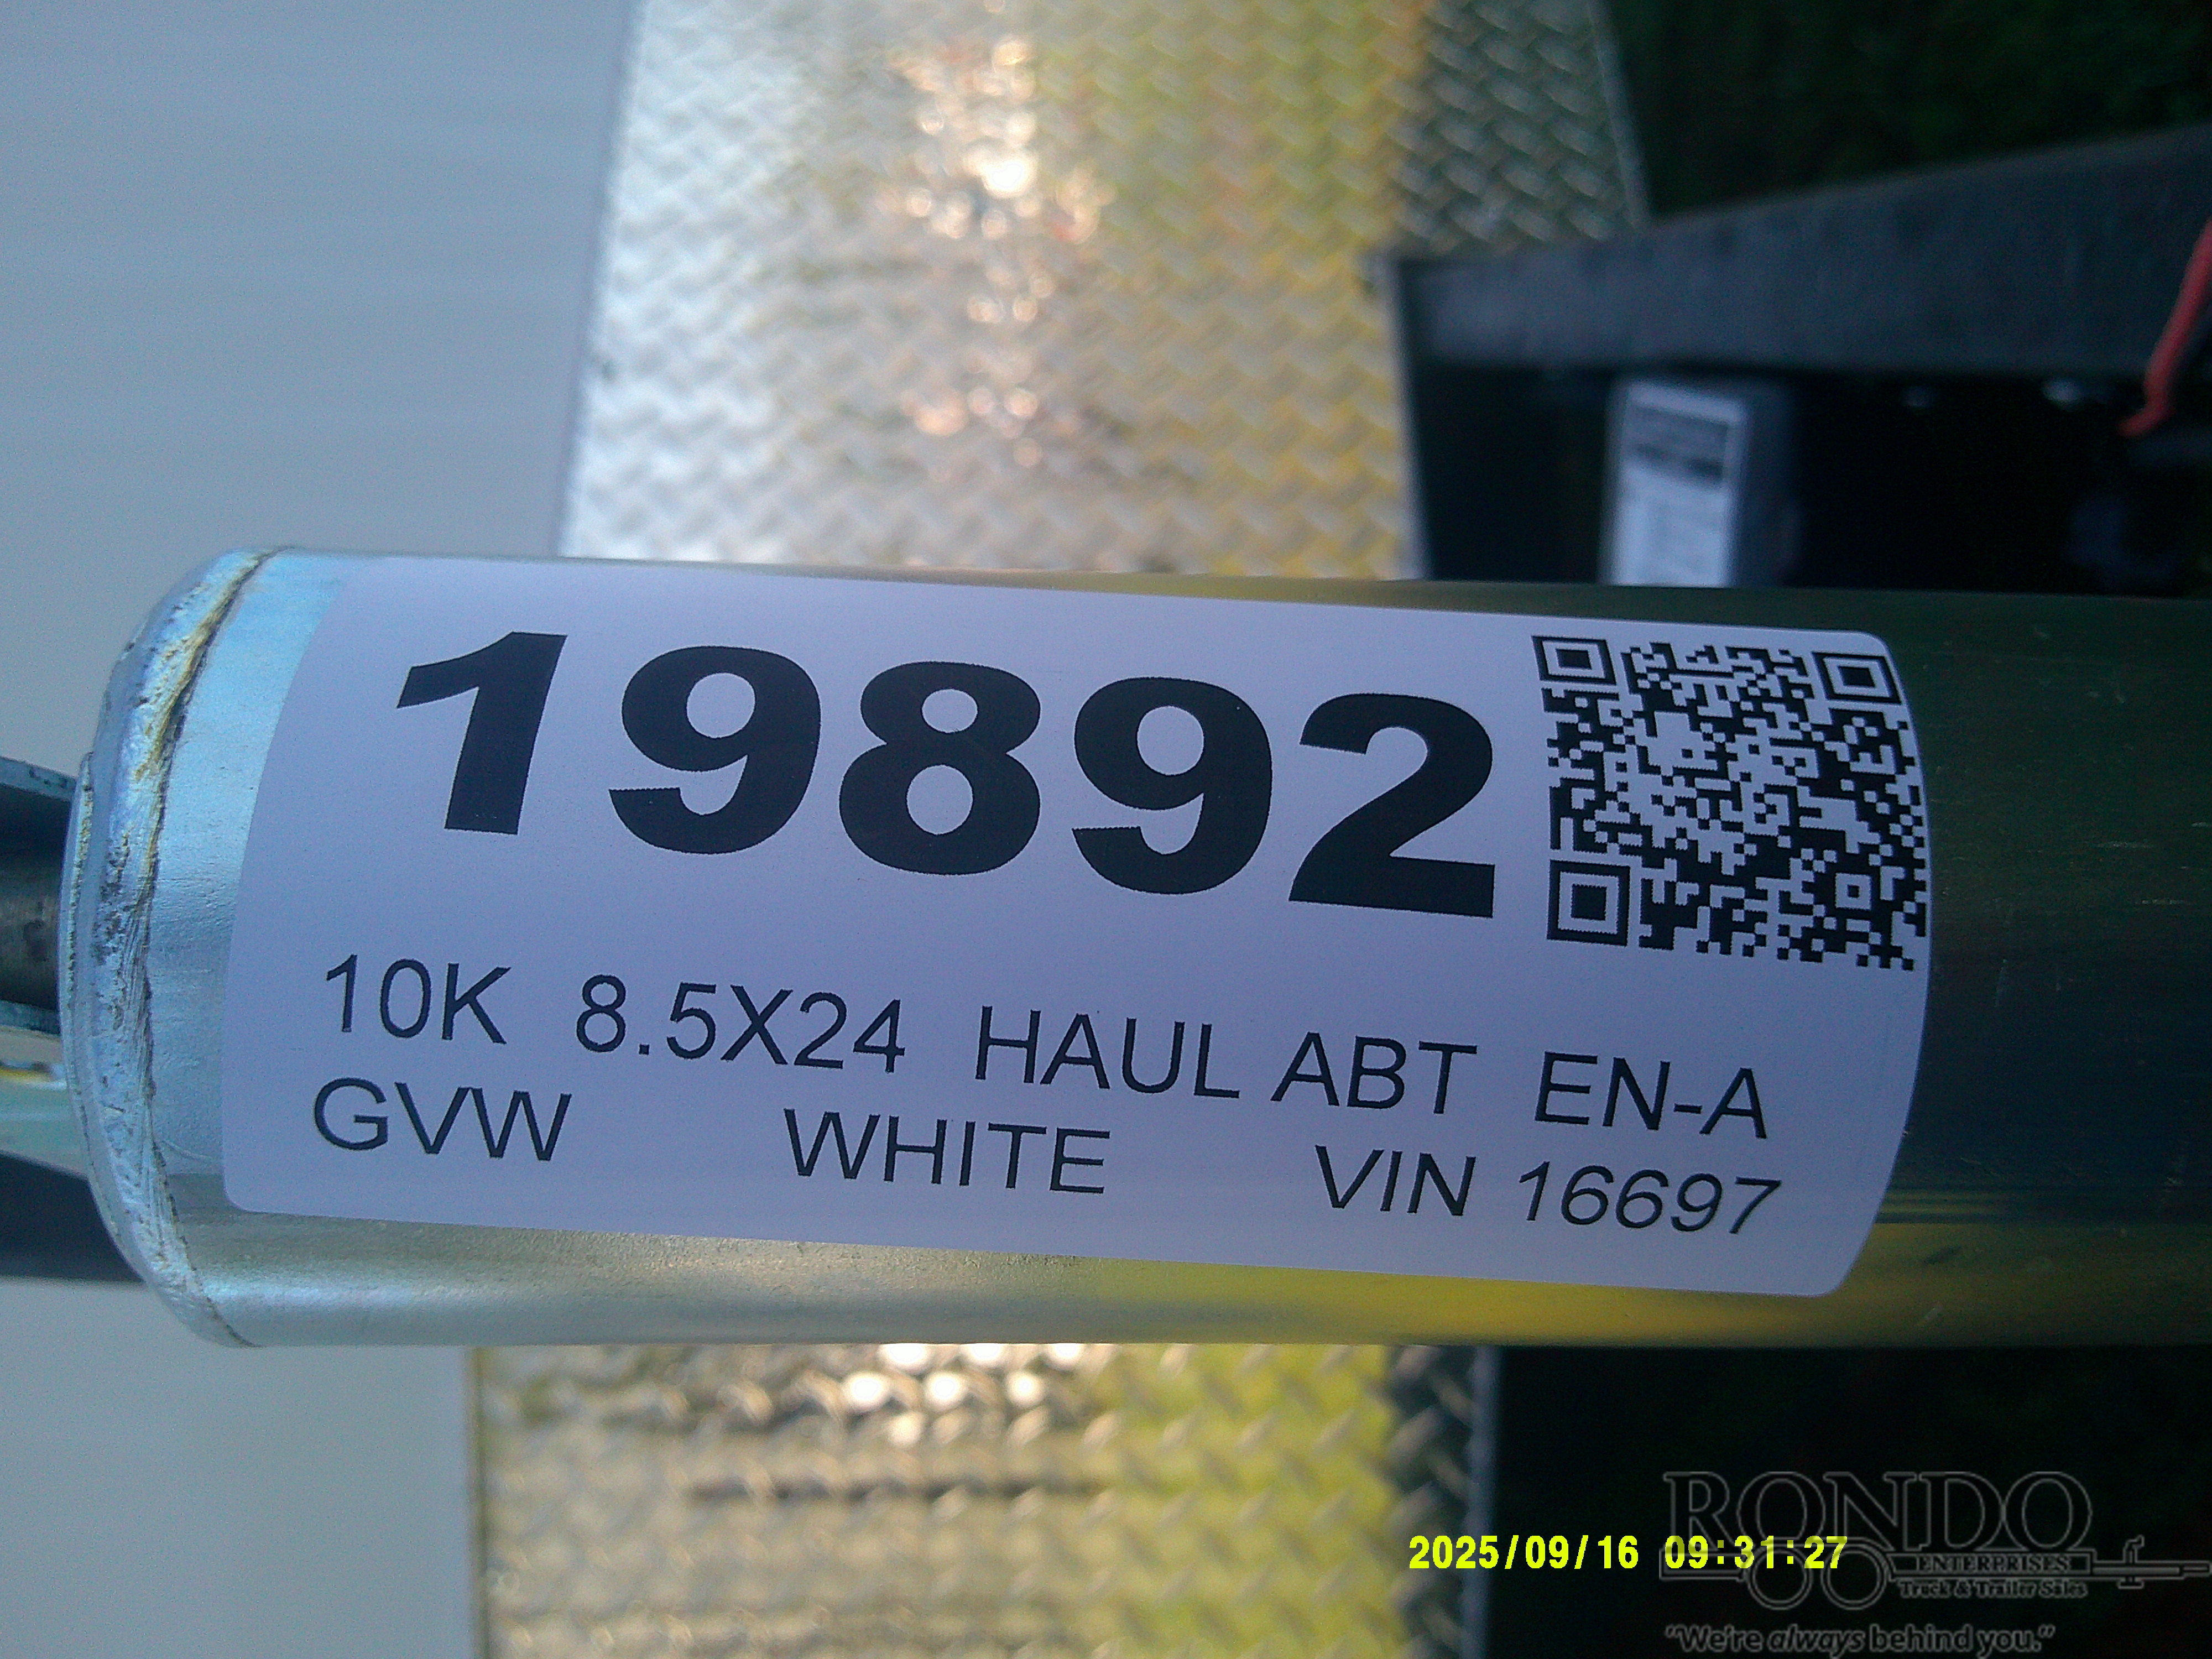 19892
10K 8.5X24 HAUL ABT EN-A
GVW WHITE VIN 16697
2025/09/16 09:31:27
RONDO
ENTERPRISES
Truck & Trailer Sales
"We're always behind you."